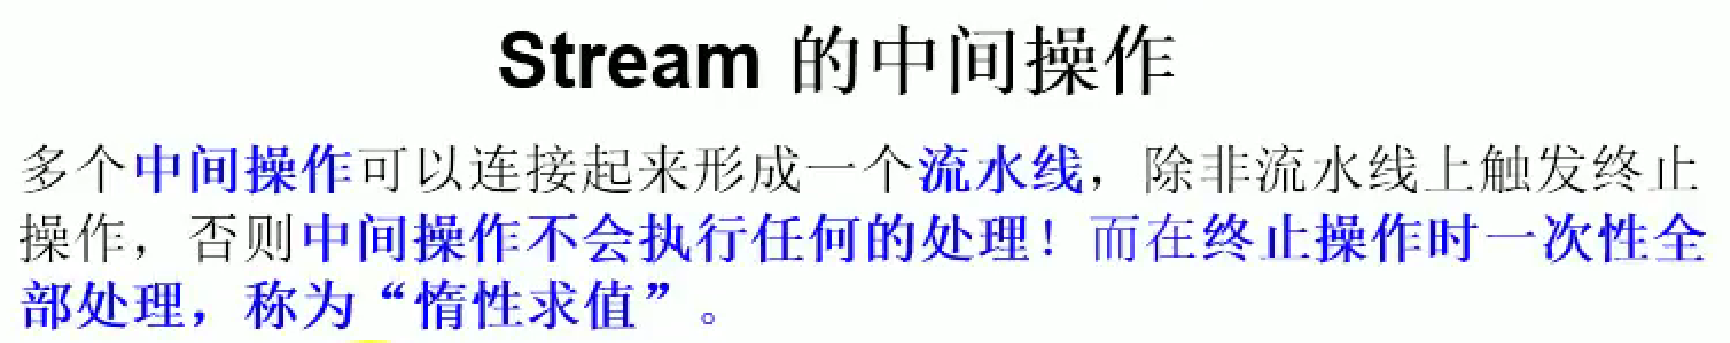 Stream 的中间操作
多个中间操作可以连接起来形成一个流水线，除非流水线上触发终止
操作，否则中间操作不会执行任何的处理！而在终止操作时一次性全
部处理，称为“惰性求值”。